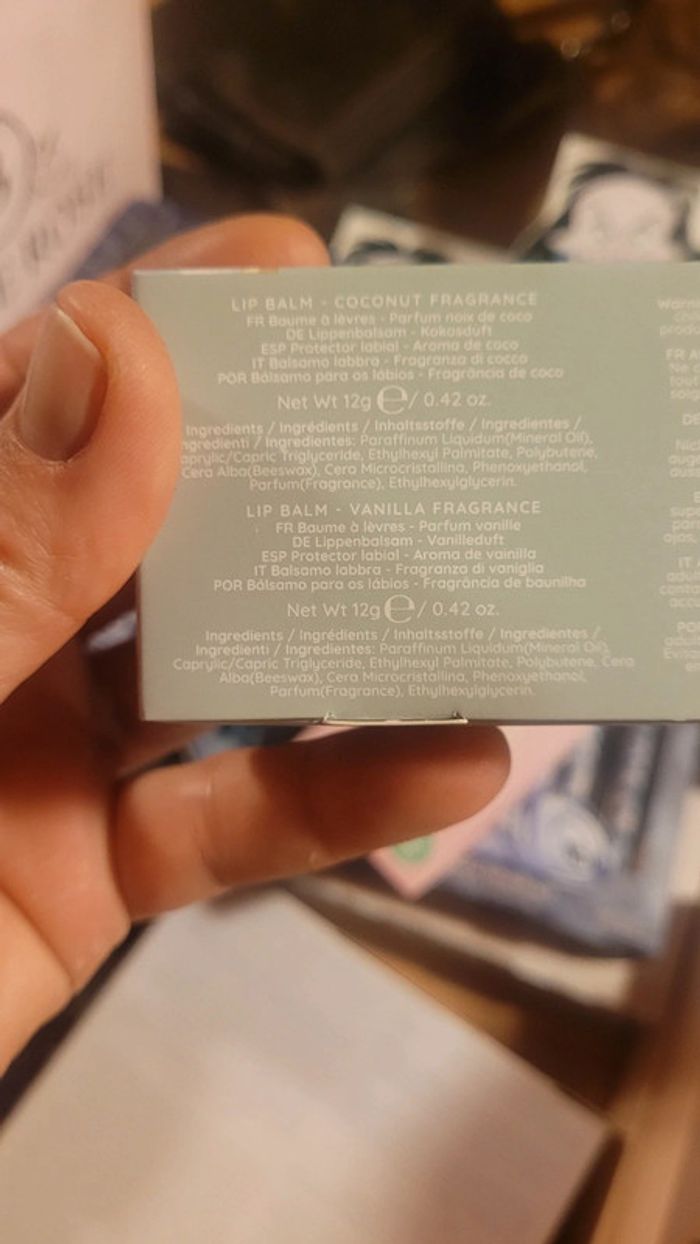 LIP BALM - COCONUT FRAGRANCE
FR Baume à lèvres - Parfum noix de coco
DE Lippenbalsam - Kokosduft
ESP Protector labial - Aroma de coco
IT Balsamo labbra - Fragranza di cocco
POR Bálsamo para os lábios - Fragrância de coco
Net Wt 12g ℮ / 0.42 oz.
Ingredients / Ingrédients / Inhaltsstoffe / Ingredientes /
ngredienti / Ingredientes: Paraffinum Liquidum(Mineral Oil),
aprylic/Capric Triglyceride, Ethylhexyl Palmitate, Polybutene,
Cera Alba(Beeswax), Cera Microcristallina, Phenoxyethanol,
Parfum(Fragrance), Ethylhexylglycerin.
LIP BALM - VANILLA FRAGRANCE
FR Baume à lèvres - Parfum vanille
DE Lippenbalsam - Vanilleduft
ESP Protector labial - Aroma de vainilla
IT Balsamo labbra - Fragranza di vaniglia
POR Bálsamo para os lábios - Fragrância de baunilha
Net Wt 12g ℮ / 0.42 oz.
Ingredients / Ingrédients / Inhaltsstoffe / Ingredientes /
Ingredienti / Ingredientes: Paraffinum Liquidum(Mineral Oil),
Caprylic/Capric Triglyceride, Ethylhexyl Palmitate, Polybutene, Cera
Alba(Beeswax), Cera Microcristallina, Phenoxyethanol,
Parfum(Fragrance), Ethylhexylglycerin.